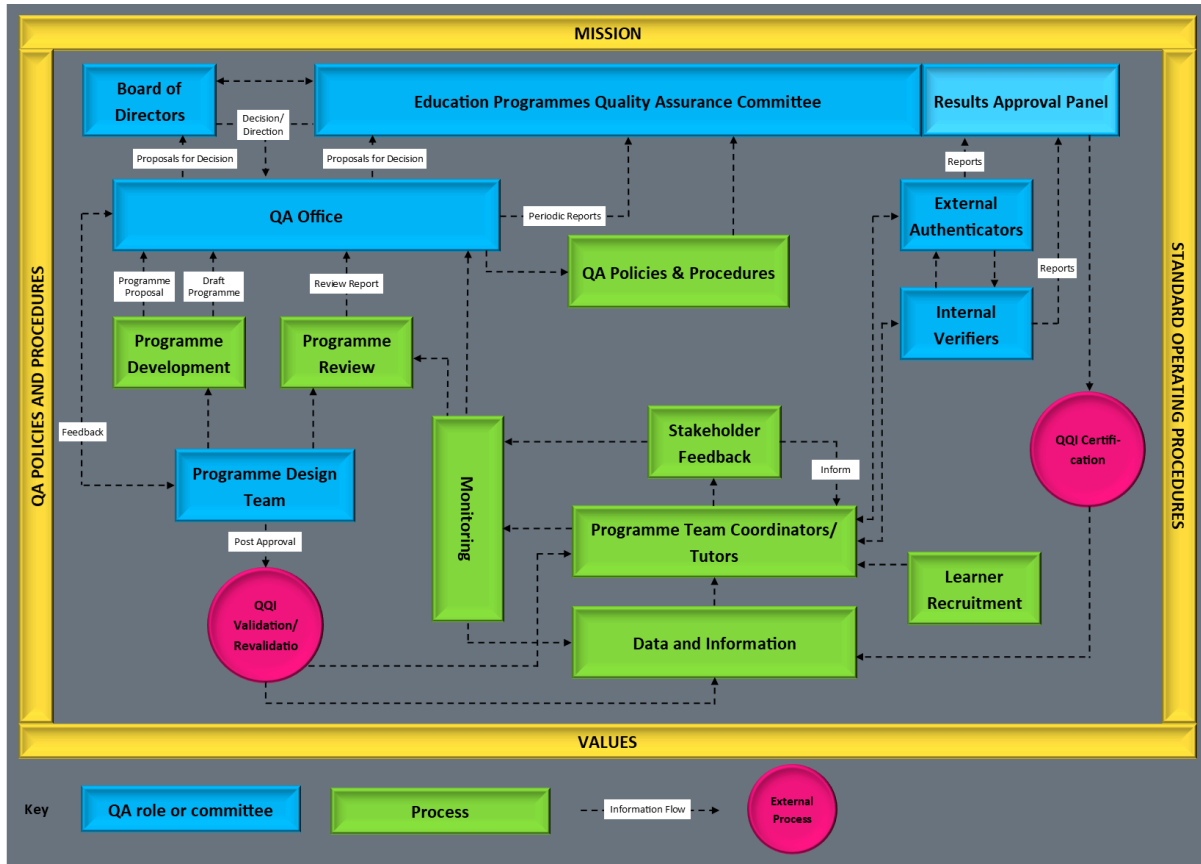 MISSION
QA POLICIES AND PROCEDURES
STANDARD OPERATING PROCEDURES
Board of
Directors
Education Programmes Quality Assurance Committee
Results Approval Panel
Decision/
Direction
Proposals for Decision
Proposals for Decision
Reports
QA Office
Periodic Reports
External
Authenticators
QA Policies & Procedures
Programme
Proposal
Draft
Programme
Review Report
Reports
Internal
Verifiers
Programme
Development
Programme
Review
Feedback
Stakeholder
Feedback
QQI Certifi-
cation
Programme Design
Team
Monitoring
Inform
Programme Team Coordinators/
Tutors
Post Approval
Learner
Recruitment
QQI
Validation/
Revalidatio
Data and Information
VALUES
Key
QA role or committee
Process
Information Flow
External
Process